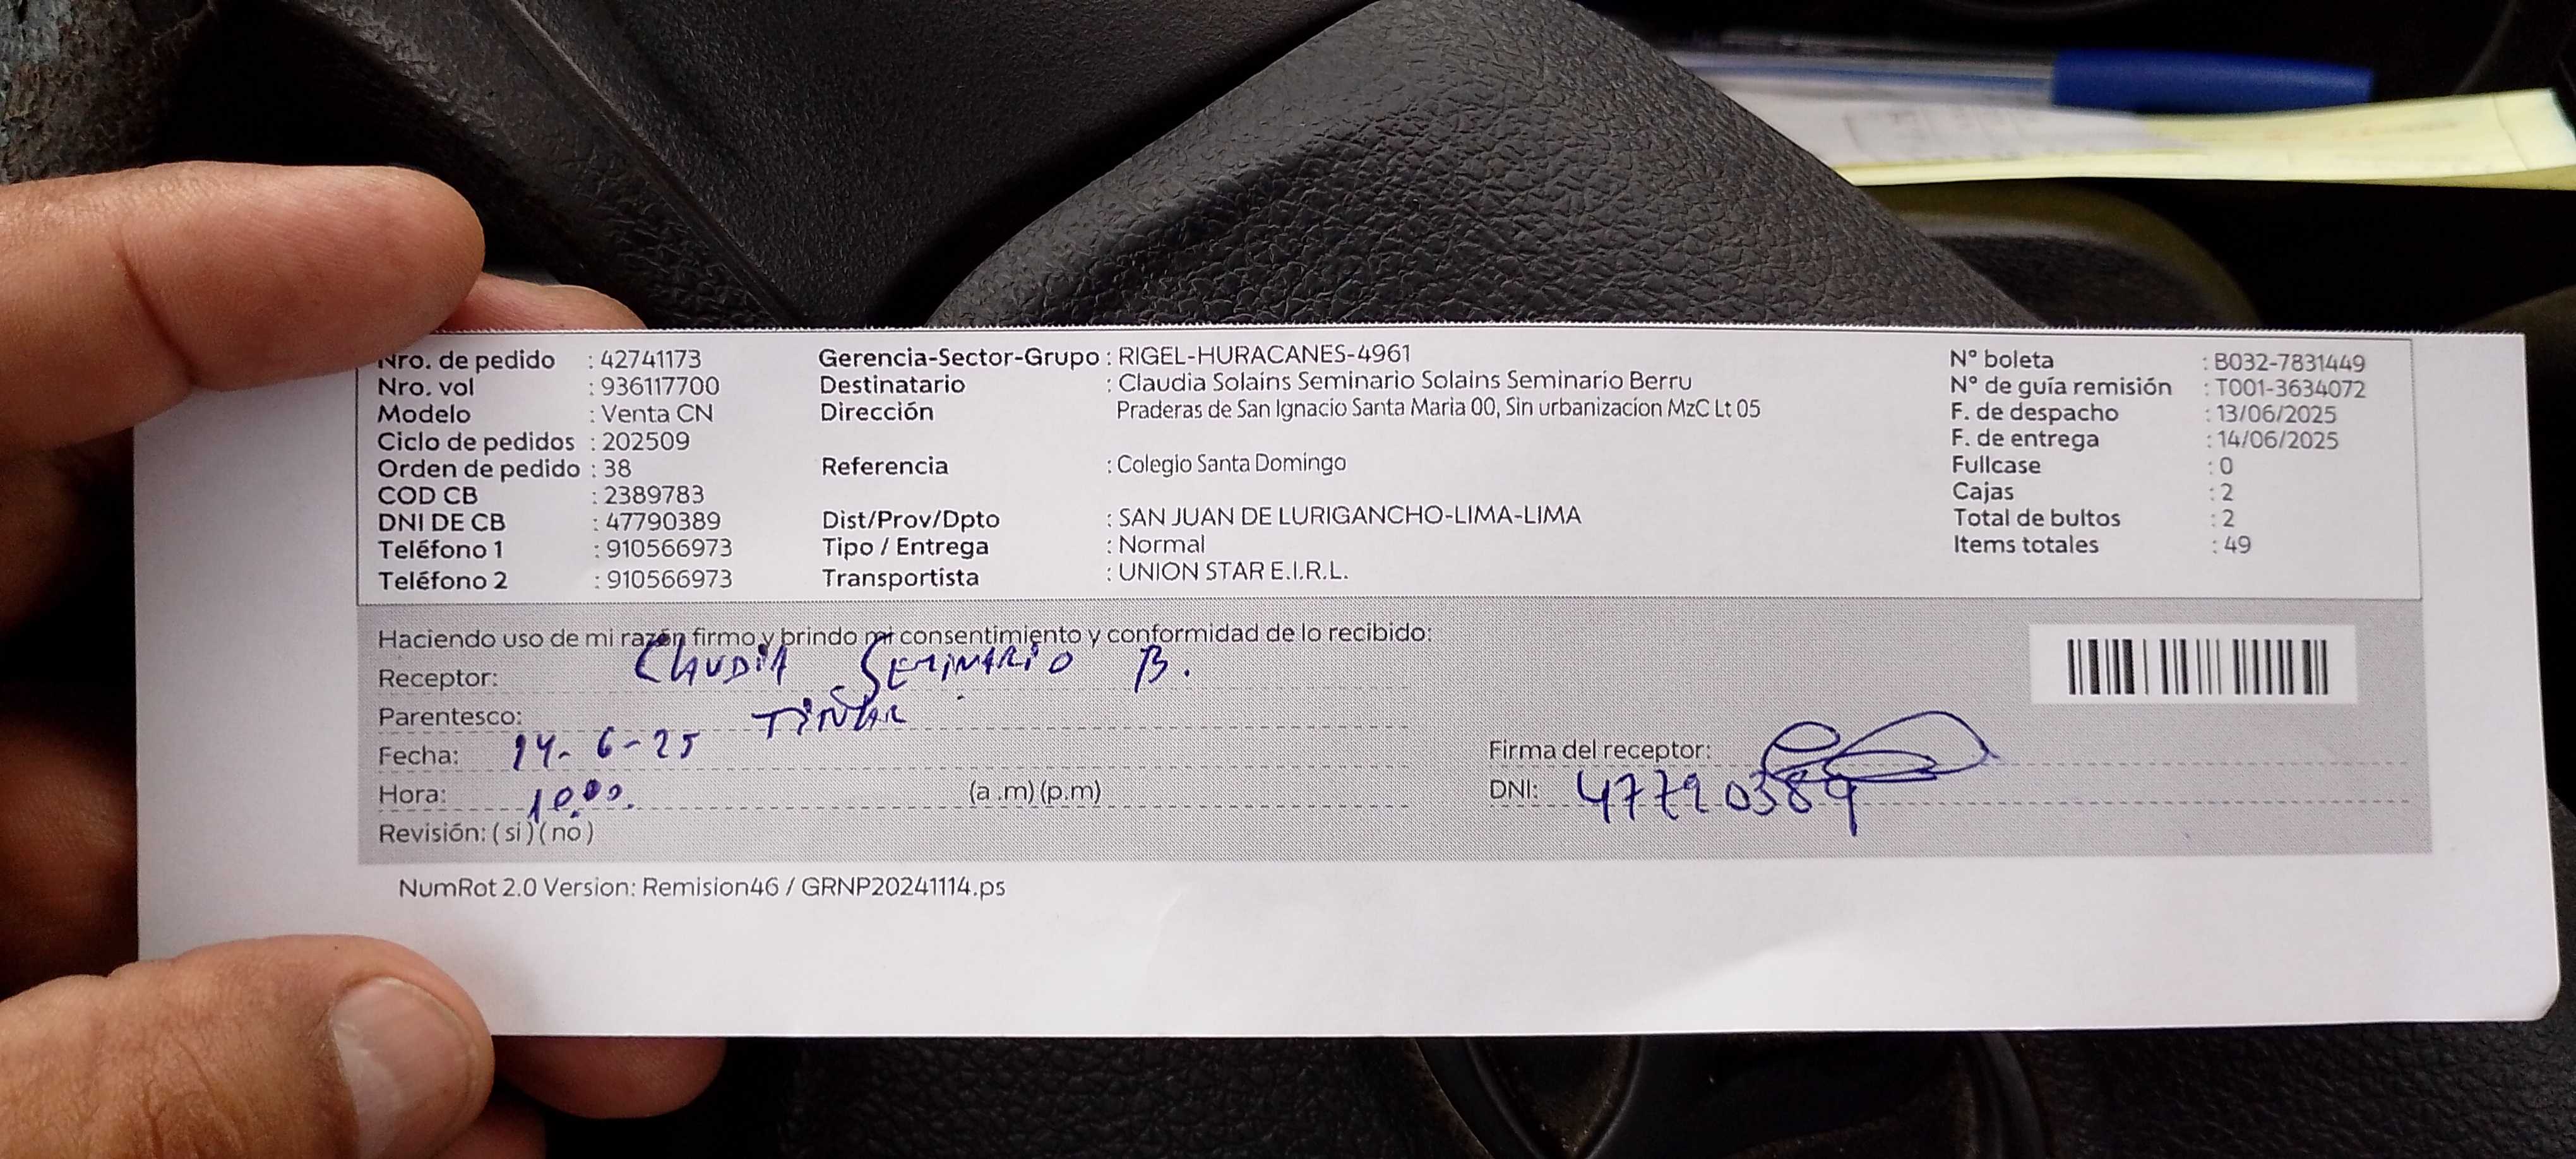 Nro. de pedido : 42741173
Nro. vol : 936117700
Modelo : Venta CN
Ciclo de pedidos : 202509
Orden de pedido : 38
COD CB : 2389783
DNI DE CB : 47790389
Teléfono 1 : 910566973
Teléfono 2 : 910566973
Gerencia-Sector-Grupo : RIGEL-HURACANES-4961
Destinatario : Claudia Solains Seminario Solains Seminario Berru
Dirección Praderas de San Ignacio Santa Maria 00, Sin urbanizacion MzC Lt 05
Referencia : Colegio Santa Domingo
Dist/Prov/Dpto : SAN JUAN DE LURIGANCHO-LIMA-LIMA
Tipo / Entrega : Normal
Transportista : UNION STAR E.I.R.L.
N° boleta : B032-7831449
N° de guía remisión : T001-3634072
F. de despacho : 13/06/2025
F. de entrega : 14/06/2025
Fullcase : 0
Cajas : 2
Total de bultos : 2
Items totales : 49
Haciendo uso de mi razón firmo y brindo mi consentimiento y conformidad de lo recibido:
Receptor: CLAUDIA SEMINARIO B.
Parentesco:
Fecha: 14-6-25
Hora: 10:00 (a .m) (p.m)
Revisión: ( si ) ( no )
Firma del receptor:
DNI: 47790389
NumRot 2.0 Version: Remision46 / GRNP20241114.ps